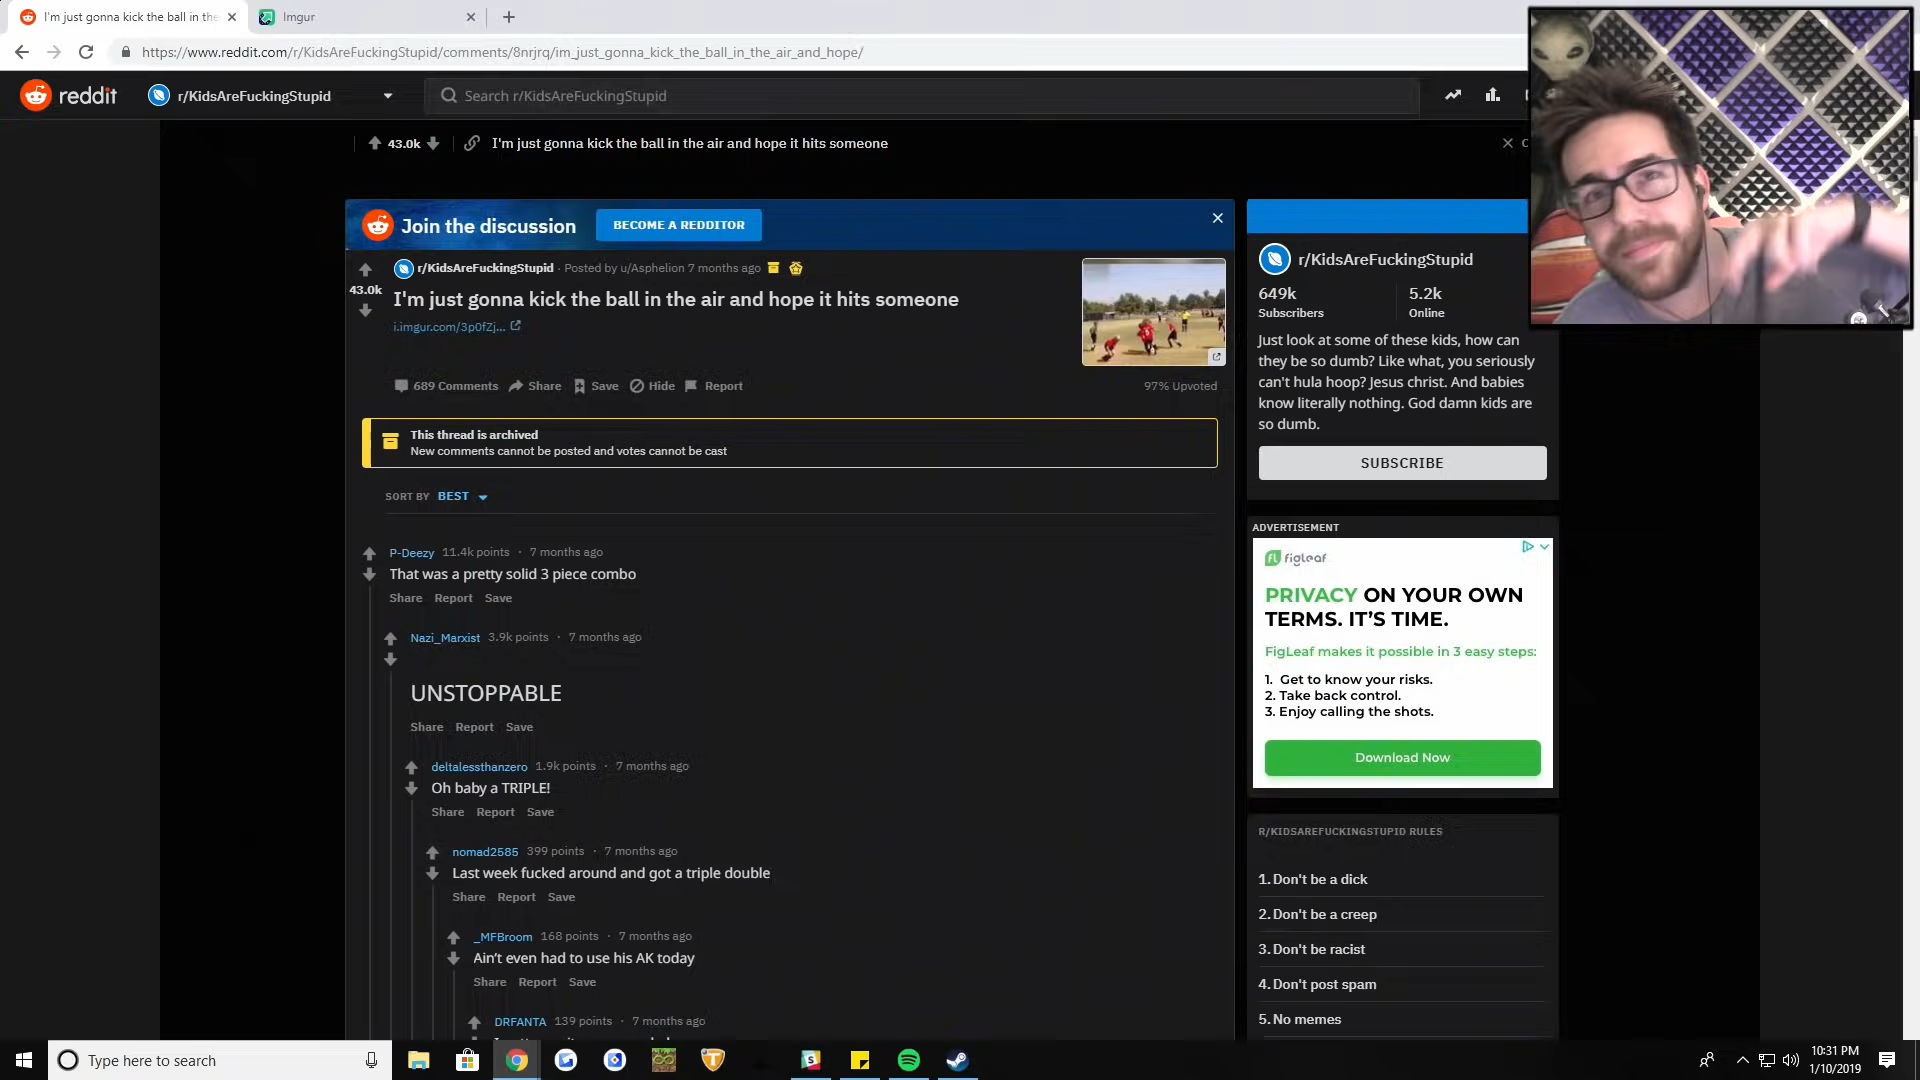 I'm just gonna kick the ball in the
Imgur
https://www.reddit.com/r/KidsAreFuckingStupid/comments/8nrjrq/im_just_gonna_kick_the_ball_in_the_air_and_hope/
reddit
r/KidsAreFuckingStupid
Search r/KidsAreFuckingStupid
43.0k
I'm just gonna kick the ball in the air and hope it hits someone
C
Join the discussion
BECOME A REDDITOR
r/KidsAreFuckingStupid · Posted by u/Asphelion 7 months ago
43.0k
I'm just gonna kick the ball in the air and hope it hits someone
i.imgur.com/3p0fZj...
689 Comments Share Save Hide Report
97% Upvoted
This thread is archived
New comments cannot be posted and votes cannot be cast
SORT BY BEST
P-Deezy 11.4k points · 7 months ago
That was a pretty solid 3 piece combo
Share Report Save
Nazi_Marxist 3.9k points · 7 months ago
UNSTOPPABLE
Share Report Save
deltalessthanzero 1.9k points · 7 months ago
Oh baby a TRIPLE!
Share Report Save
nomad2585 399 points · 7 months ago
Last week fucked around and got a triple double
Share Report Save
_MFBroom 168 points · 7 months ago
Ain't even had to use his AK today
Share Report Save
DRFANTA 139 points · 7 months ago
r/KidsAreFuckingStupid
649k
Subscribers
5.2k
Online
Just look at some of these kids, how can
they be so dumb? Like what, you seriously
can't hula hoop? Jesus christ. And babies
know literally nothing. God damn kids are
so dumb.
SUBSCRIBE
ADVERTISEMENT
FL figleaf
PRIVACY ON YOUR OWN
TERMS. IT'S TIME.
FigLeaf makes it possible in 3 easy steps:
1. Get to know your risks.
2. Take back control.
3. Enjoy calling the shots.
Download Now
R/KIDSAREFUCKINGSTUPID RULES
1. Don't be a dick
2. Don't be a creep
3. Don't be racist
4. Don't post spam
5. No memes
Type here to search
10:31 PM
1/10/2019